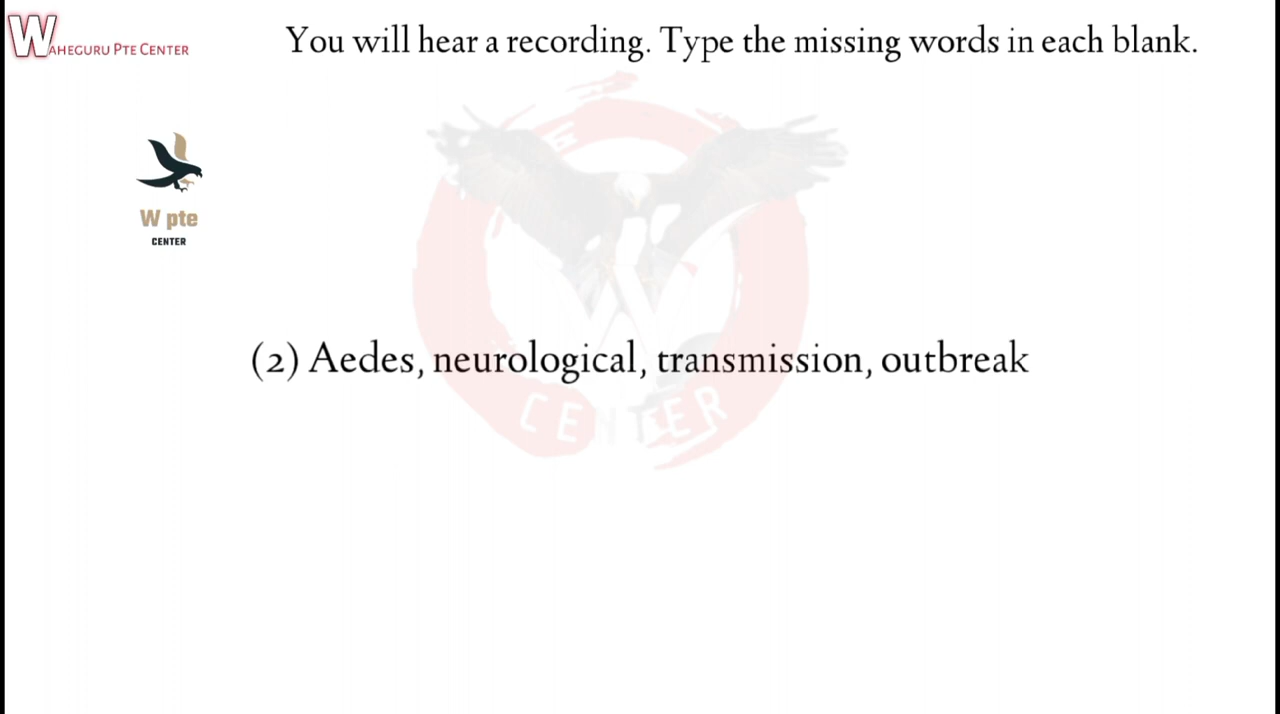 WAHEGURU PTE CENTER
You will hear a recording. Type the missing words in each blank.
W pte
CENTER
(2) Aedes, neurological, transmission, outbreak
W
CENTER